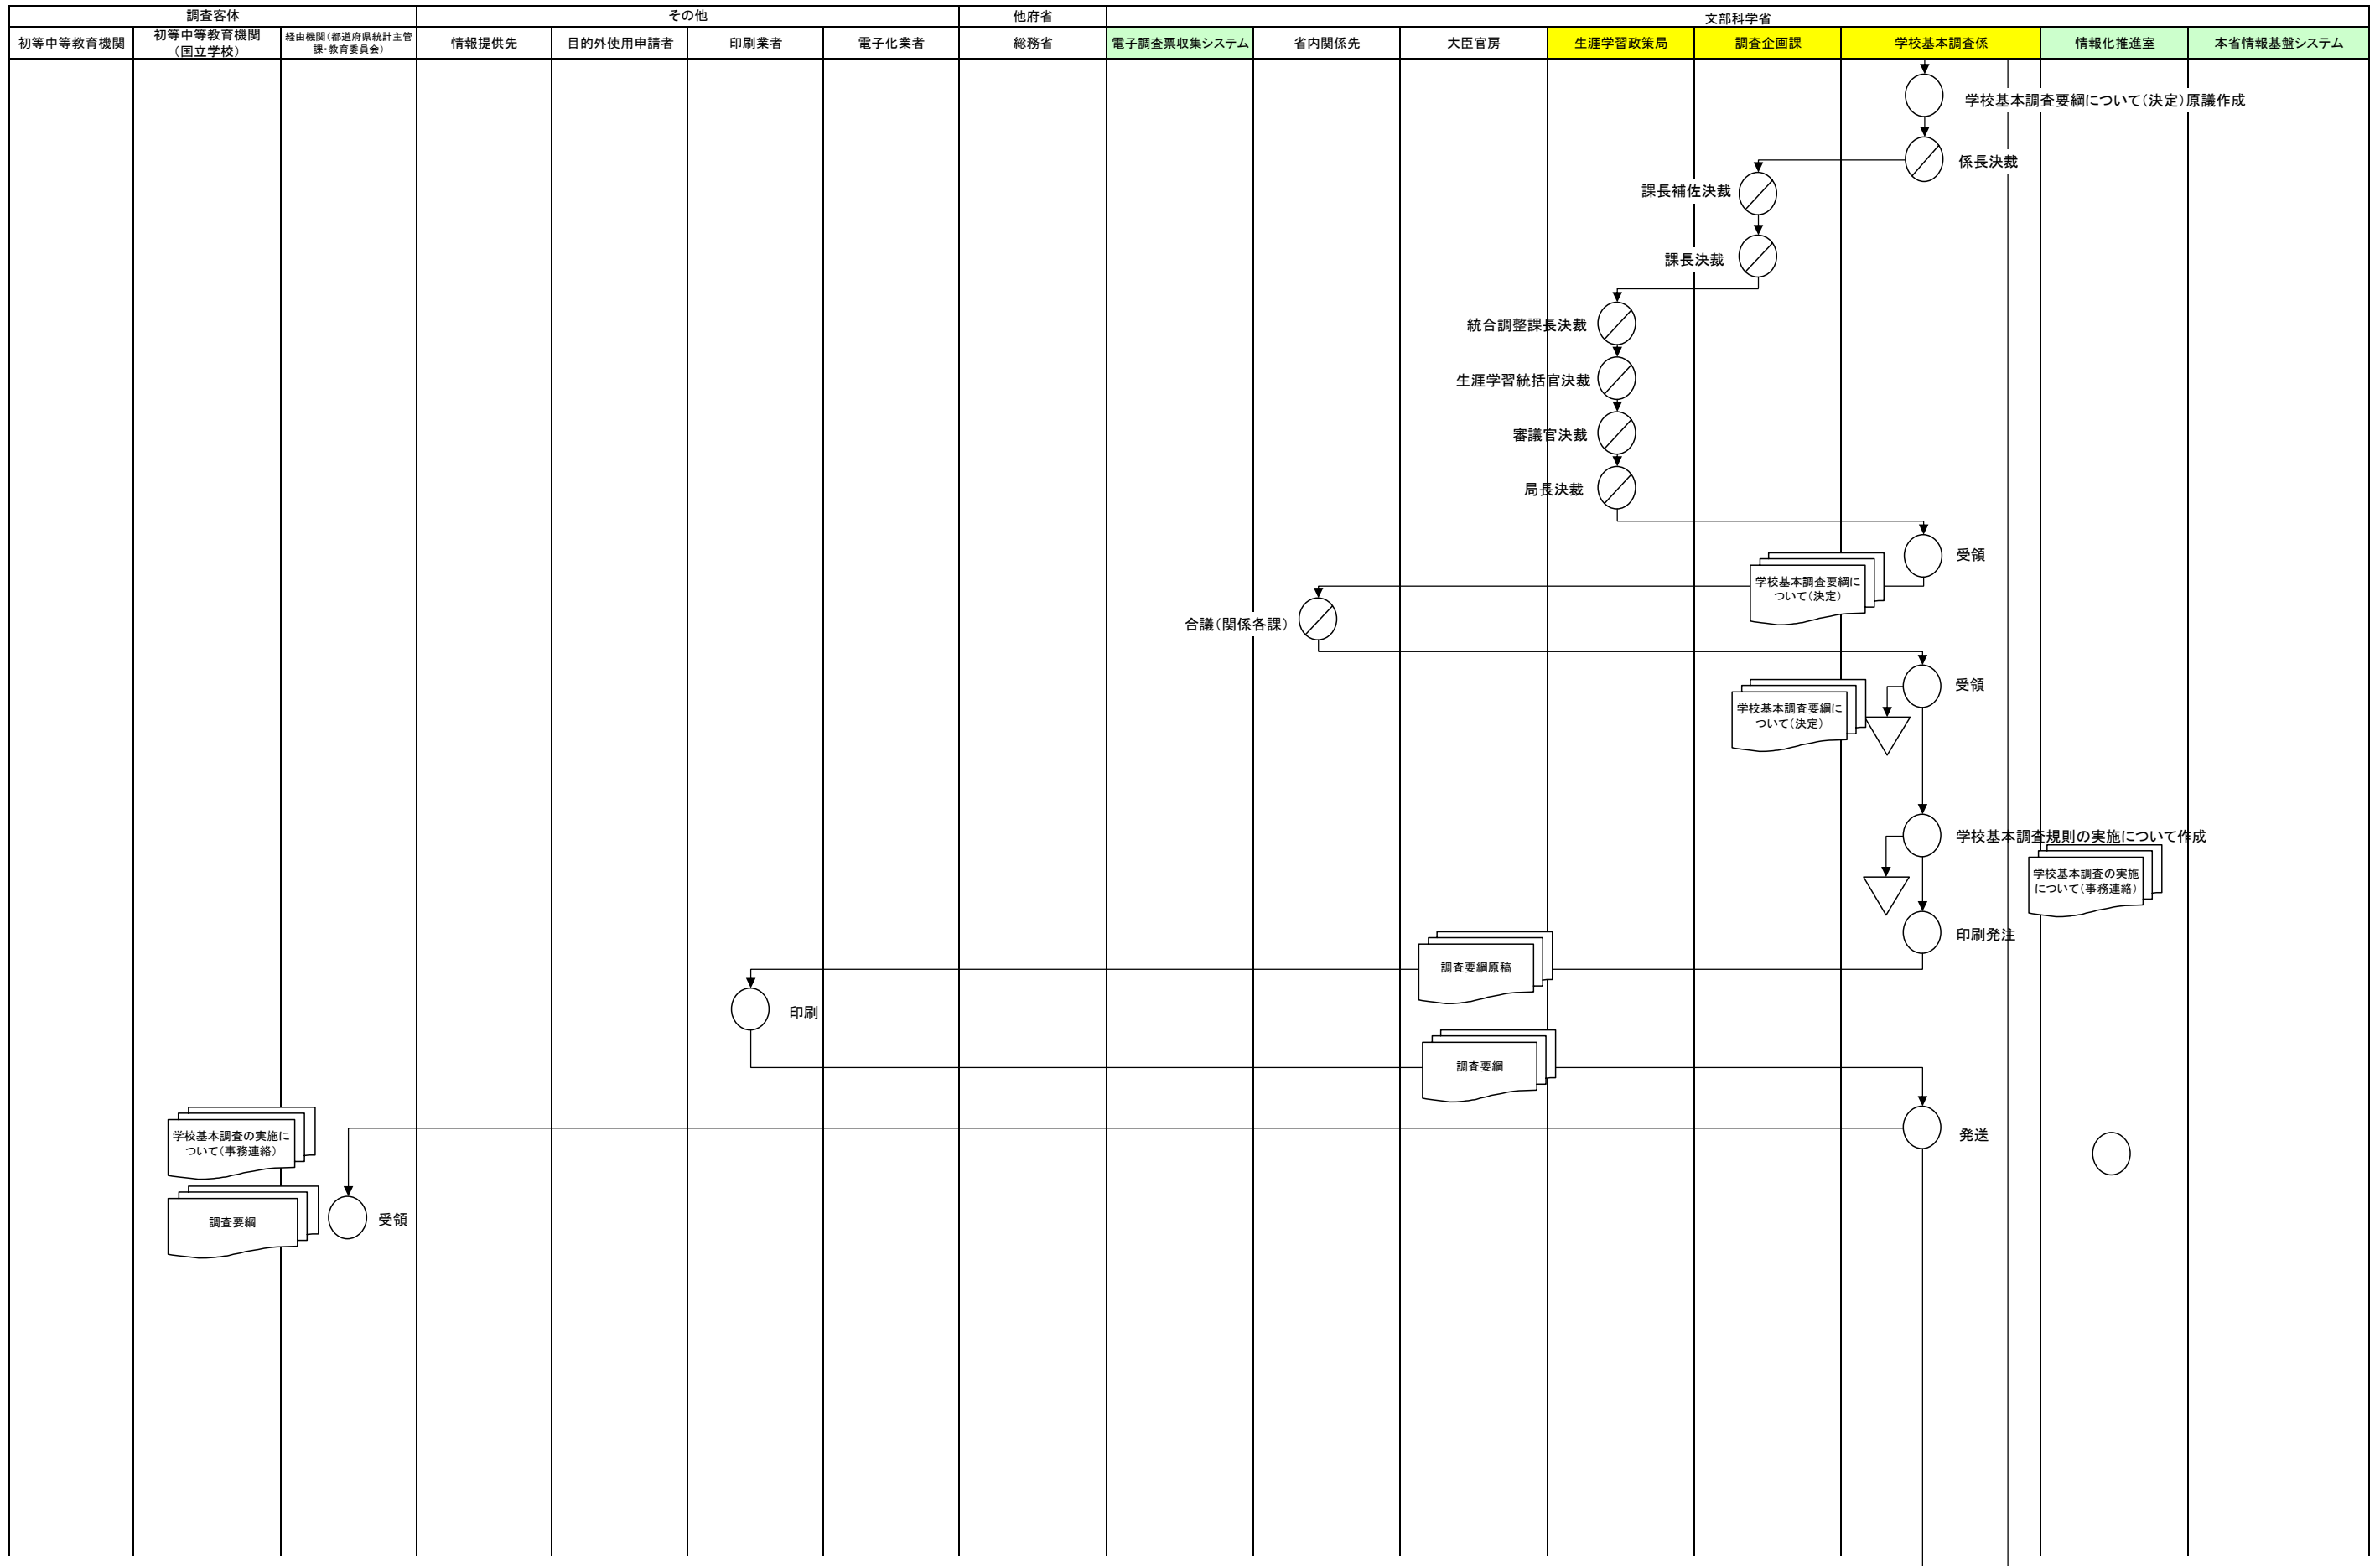 調査客体
その他
他府省
文部科学省
初等中等教育機関
初等中等教育機関
（国立学校）
経由機関（都道府県統計主管
課・教育委員会）
情報提供先
目的外使用申請者
印刷業者
電子化業者
総務省
電子調査票収集システム
省内関係先
大臣官房
生涯学習政策局
調査企画課
学校基本調査係
情報化推進室
本省情報基盤システム
学校基本調査要綱について（決定）原議作成
係長決裁
課長補佐決裁
課長決裁
統合調整課長決裁
生涯学習統括官決裁
審議官決裁
局長決裁
受領
学校基本調査要綱に
ついて（決定）
合議（関係各課）
受領
学校基本調査要綱に
ついて（決定）
学校基本調査規則の実施について作成
学校基本調査の実施
について（事務連絡）
印刷発注
調査要綱原稿
印刷
調査要綱
学校基本調査の実施に
ついて（事務連絡）
発送
調査要綱
受領